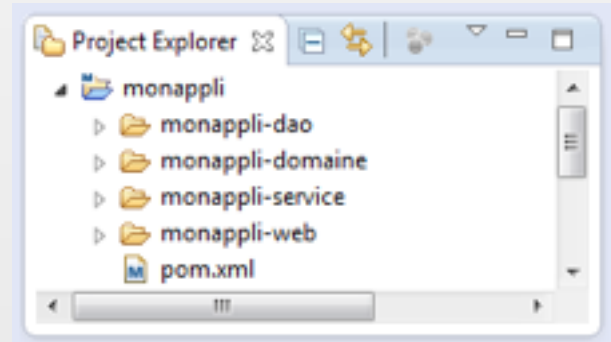 Project Explorer
monappli
monappli-dao
monappli-domaine
monappli-service
monappli-web
pom.xml